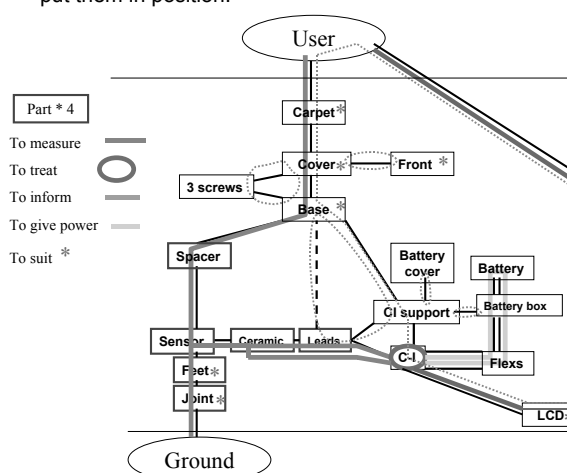 put them in position.
User
Part * 4
Carpet*
To measure
To treat
Cover*
Front *
To inform
3 screws
To give power
Base*
To suit *
Spacer
Battery
cover
Battery
CI support
Battery box
Sensor
Ceramic
Leads
C-I
Feet*
Flexs
Joint*
LCD*
Ground